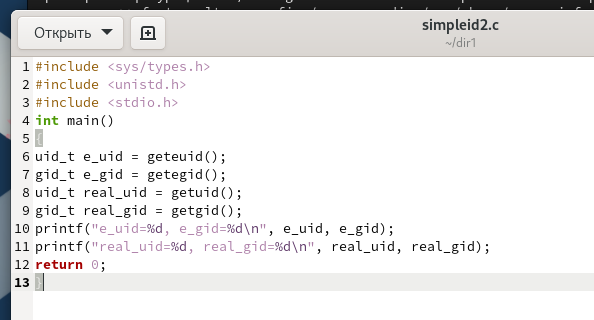 Открыть
simpleid2.c
~/dir1
1 #include <sys/types.h>
2 #include <unistd.h>
3 #include <stdio.h>
4 int main()
5 {
6 uid_t e_uid = geteuid();
7 gid_t e_gid = getegid();
8 uid_t real_uid = getuid();
9 gid_t real_gid = getgid();
10 printf("e_uid=%d, e_gid=%d\n", e_uid, e_gid);
11 printf("real_uid=%d, real_gid=%d\n", real_uid, real_gid);
12 return 0;
13 }